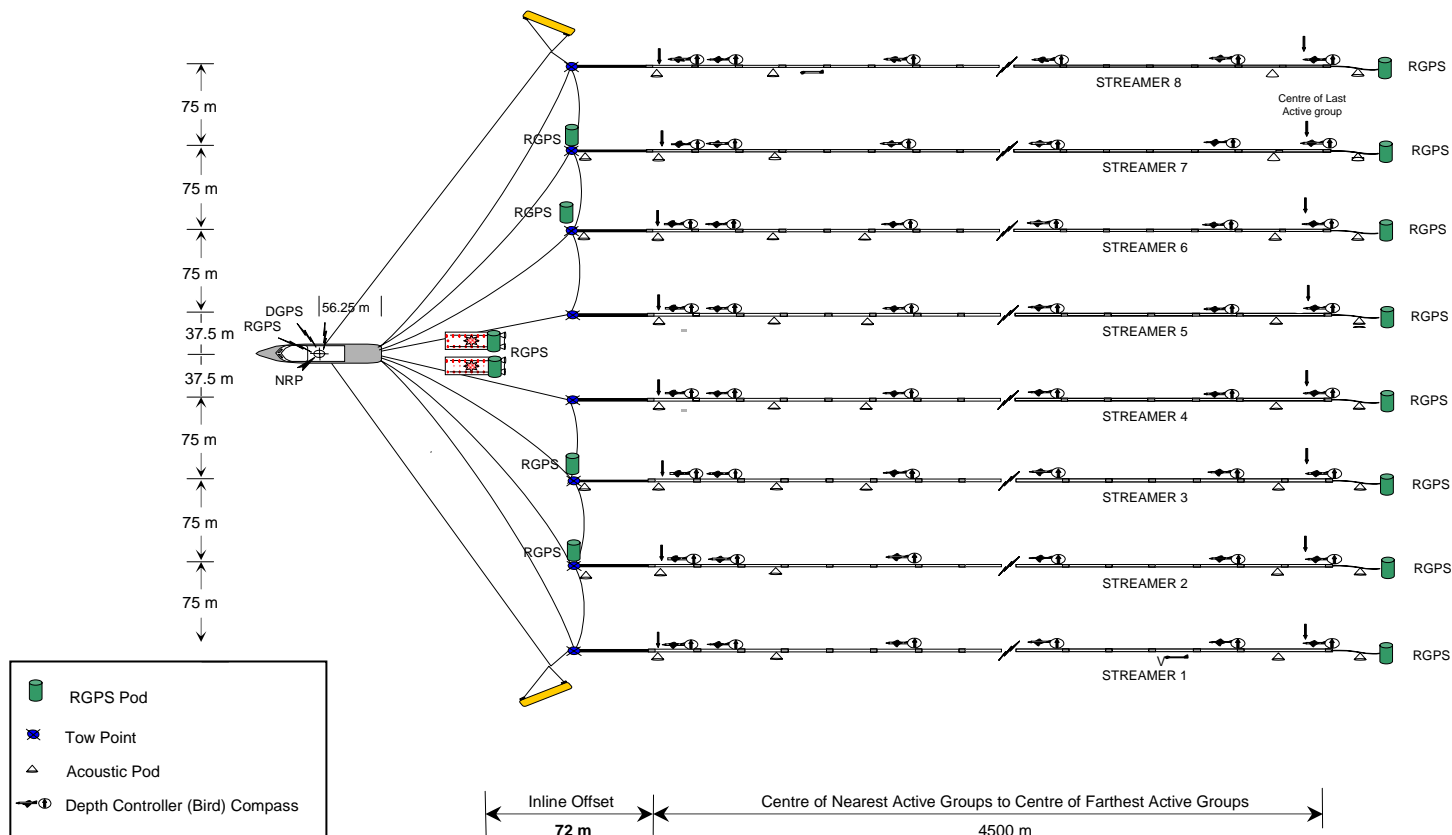 RGPS
75 m
STREAMER 8
Centre of Last
Active group
RGPS
RGPS
75 m
STREAMER 7
RGPS
RGPS
75 m
STREAMER 6
DGPS
56.25 m
RGPS
37.5 m
RGPS
STREAMER 5
RGPS
NRP
37.5 m
RGPS
STREAMER 4
75 m
RGPS
RGPS
STREAMER 3
75 m
RGPS
RGPS
STREAMER 2
75 m
V
RGPS
STREAMER 1
RGPS Pod
Tow Point
Acoustic Pod
Depth Controller (Bird) Compass
Inline Offset
72 m
Centre of Nearest Active Groups to Centre of Farthest Active Groups
4500 m